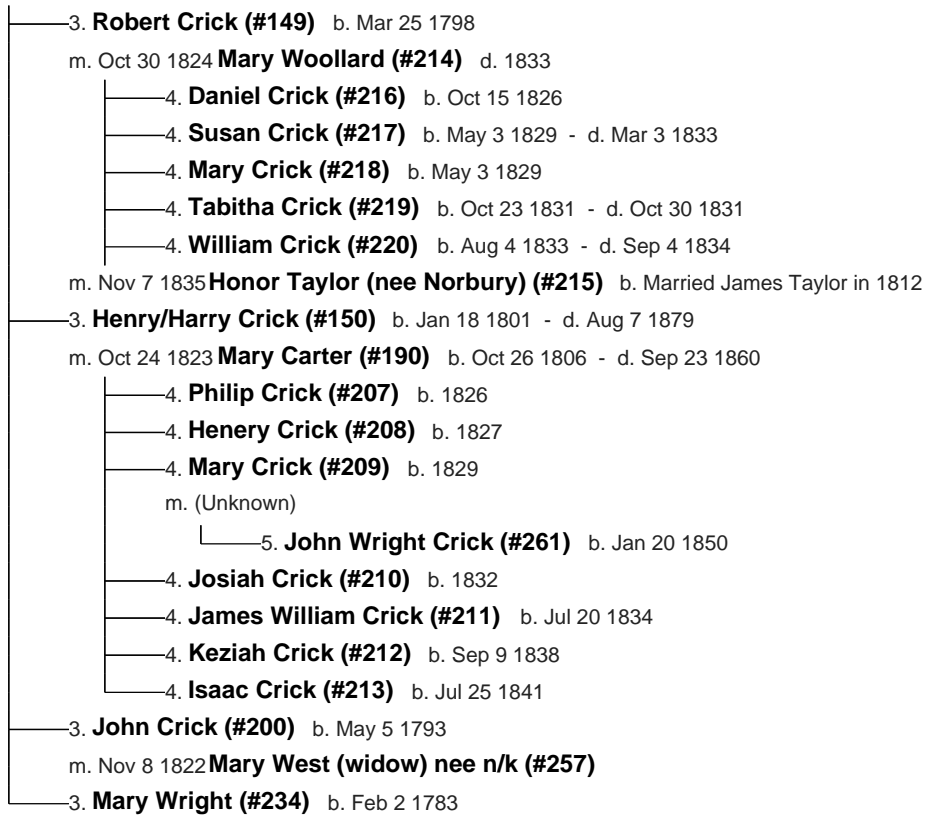 3. Robert Crick (#149) b. Mar 25 1798
m. Oct 30 1824 Mary Woollard (#214) d. 1833
4. Daniel Crick (#216) b. Oct 15 1826
4. Susan Crick (#217) b. May 3 1829 - d. Mar 3 1833
4. Mary Crick (#218) b. May 3 1829
4. Tabitha Crick (#219) b. Oct 23 1831 - d. Oct 30 1831
4. William Crick (#220) b. Aug 4 1833 - d. Sep 4 1834
m. Nov 7 1835 Honor Taylor (nee Norbury) (#215) b. Married James Taylor in 1812
3. Henry/Harry Crick (#150) b. Jan 18 1801 - d. Aug 7 1879
m. Oct 24 1823 Mary Carter (#190) b. Oct 26 1806 - d. Sep 23 1860
4. Philip Crick (#207) b. 1826
4. Henery Crick (#208) b. 1827
4. Mary Crick (#209) b. 1829
m. (Unknown)
5. John Wright Crick (#261) b. Jan 20 1850
4. Josiah Crick (#210) b. 1832
4. James William Crick (#211) b. Jul 20 1834
4. Keziah Crick (#212) b. Sep 9 1838
4. Isaac Crick (#213) b. Jul 25 1841
3. John Crick (#200) b. May 5 1793
m. Nov 8 1822 Mary West (widow) nee n/k (#257)
3. Mary Wright (#234) b. Feb 2 1783